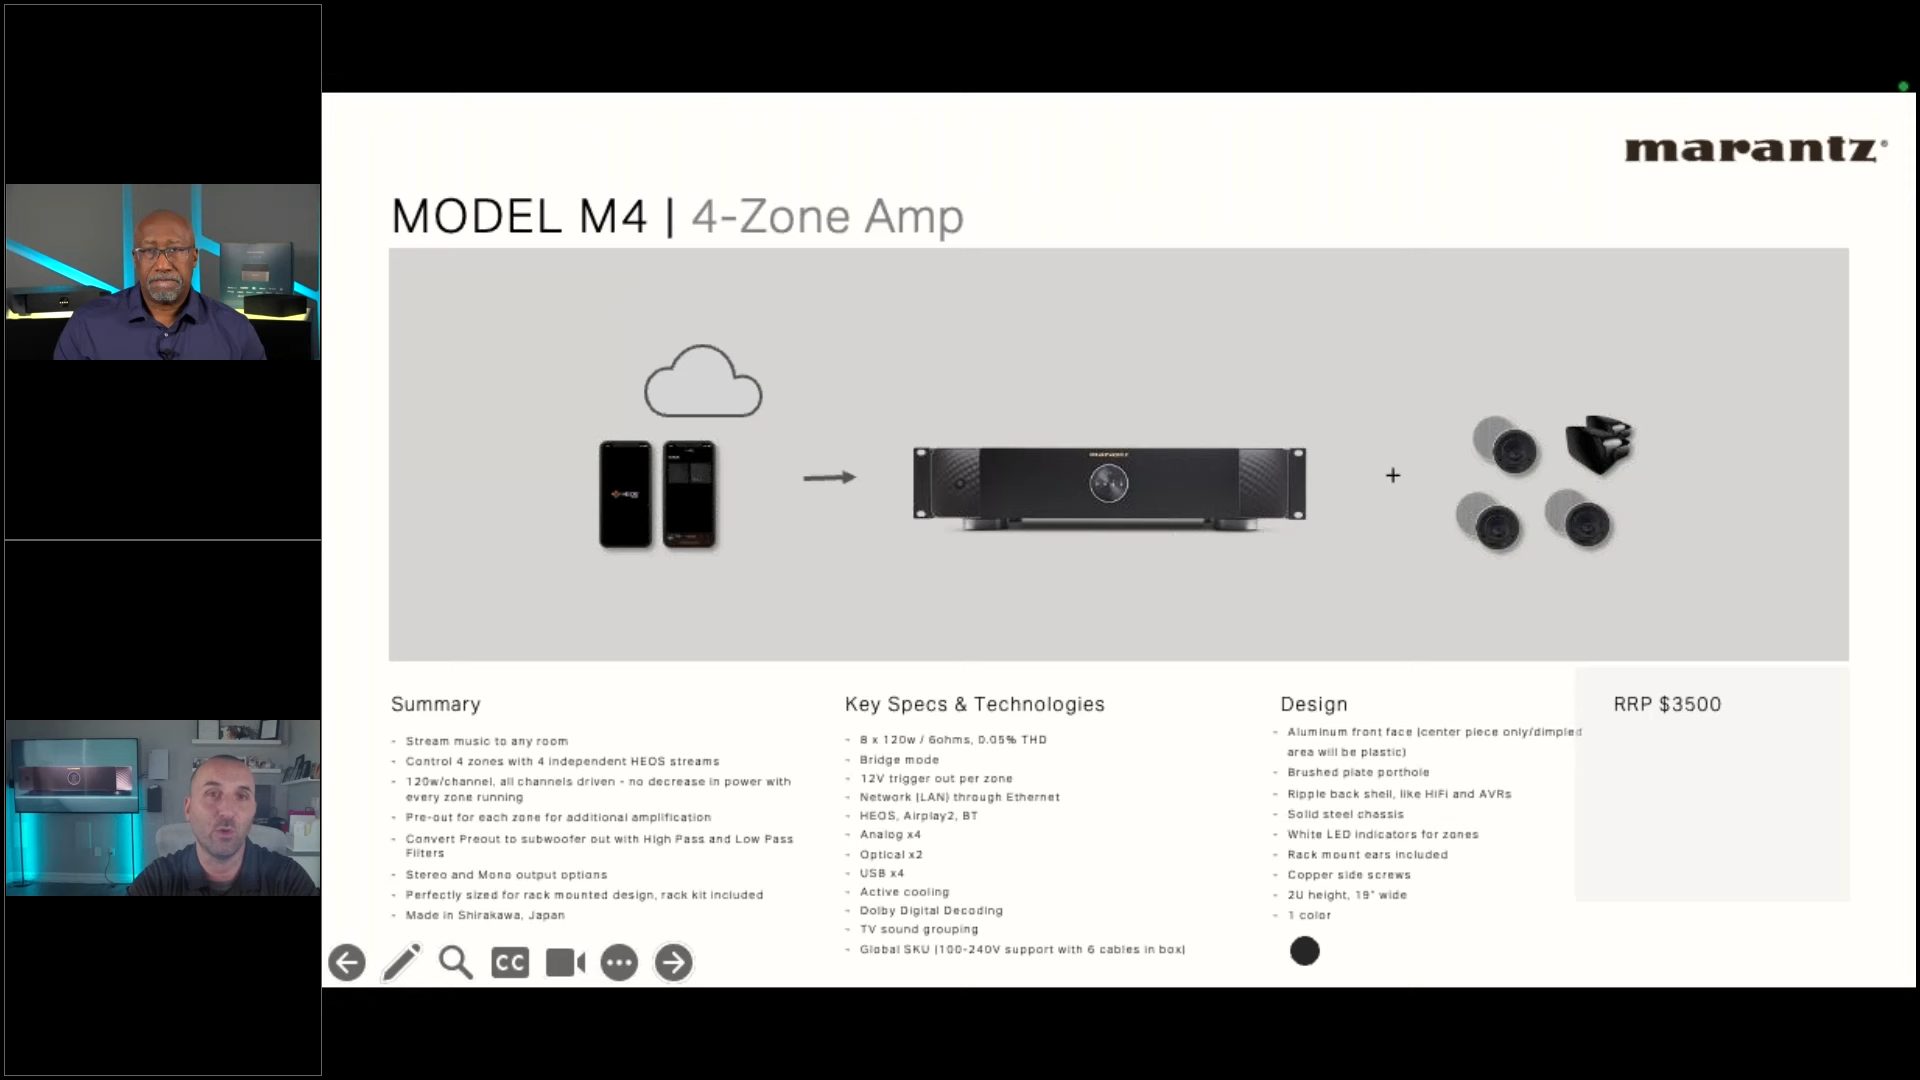 marantz
MODEL M4 | 4-Zone Amp
HEOS
marantz
Summary
- Stream music to any room
- Control 4 zones with 4 independent HEOS streams
- 120w/channel, all channels driven - no decrease in power with
every zone running
- Pre-out for each zone for additional amplification
- Convert Preout to subwoofer out with High Pass and Low Pass
Filters
- Stereo and Mono output options
- Perfectly sized for rack mounted design, rack kit included
- Made in Shirakawa, Japan
Key Specs & Technologies
- 8 x 120w / 6ohms, 0.05% THD
- Bridge mode
- 12V trigger out per zone
- Network (LAN) through Ethernet
- HEOS, Airplay2, BT
- Analog x4
- Optical x2
- USB x4
- Active cooling
- Dolby Digital Decoding
- TV sound grouping
- Global SKU (100-240V support with 6 cables in box)
Design
- Aluminum front face (center piece only/dimpled
area will be plastic)
- Brushed plate porthole
- Ripple back shell, like HiFi and AVRs
- Solid steel chassis
- White LED indicators for zones
- Rack mount ears included
- Copper side screws
- 2U height, 19" wide
- 1 color
RRP $3500
CC